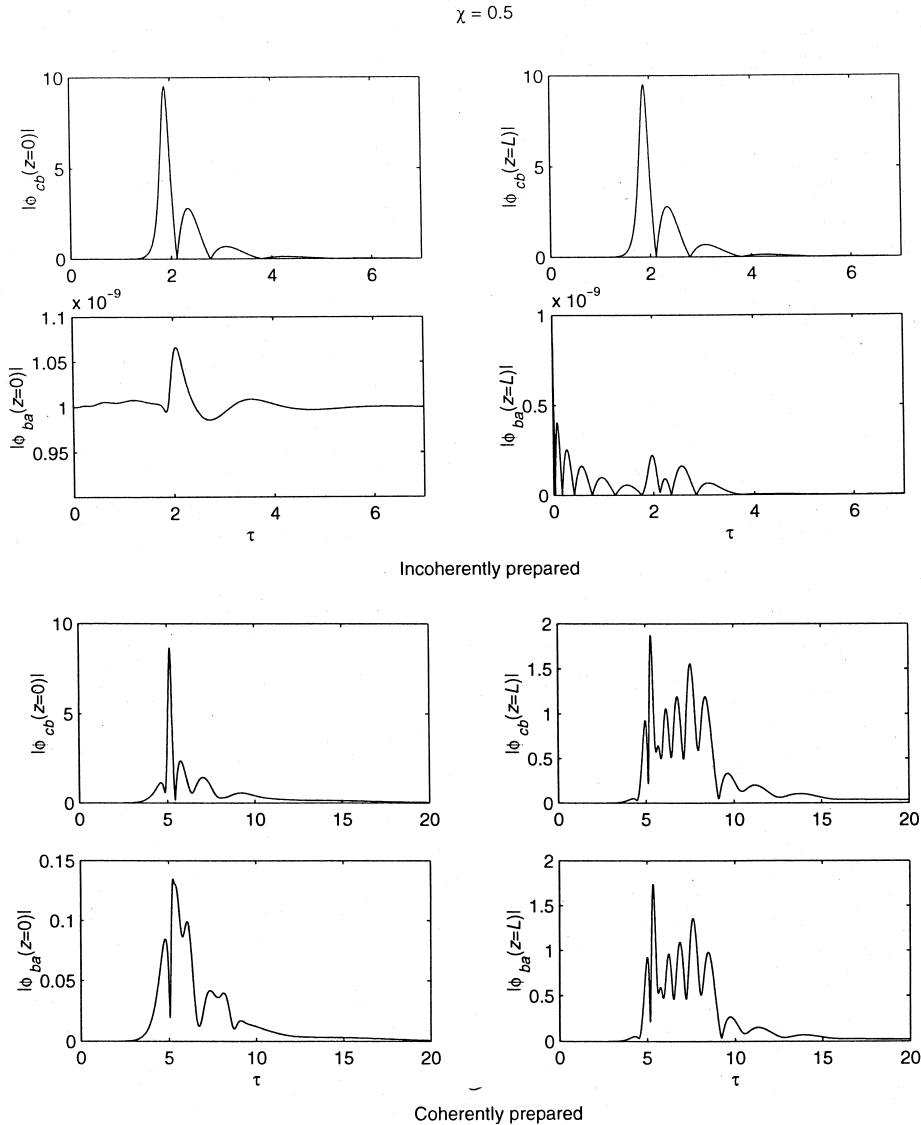 χ = 0.5
10
5
0
0 2 4 6
|ϕcb(z=0)|
10
5
0
0 2 4 6
|ϕcb(z=L)|
x 10⁻⁹
1.1
1.05
1
0.95
0 2 4 6
|ϕba(z=0)|
τ
x 10⁻⁹
1
0.5
0
0 2 4 6
|ϕba(z=L)|
τ
Incoherently prepared
10
5
0
0 5 10 15 20
|ϕcb(z=0)|
2
1.5
1
0.5
0
0 5 10 15 20
|ϕcb(z=L)|
0.15
0.1
0.05
0
0 5 10 15 20
|ϕba(z=0)|
τ
2
1.5
1
0.5
0
0 5 10 15 20
|ϕba(z=L)|
τ
Coherently prepared